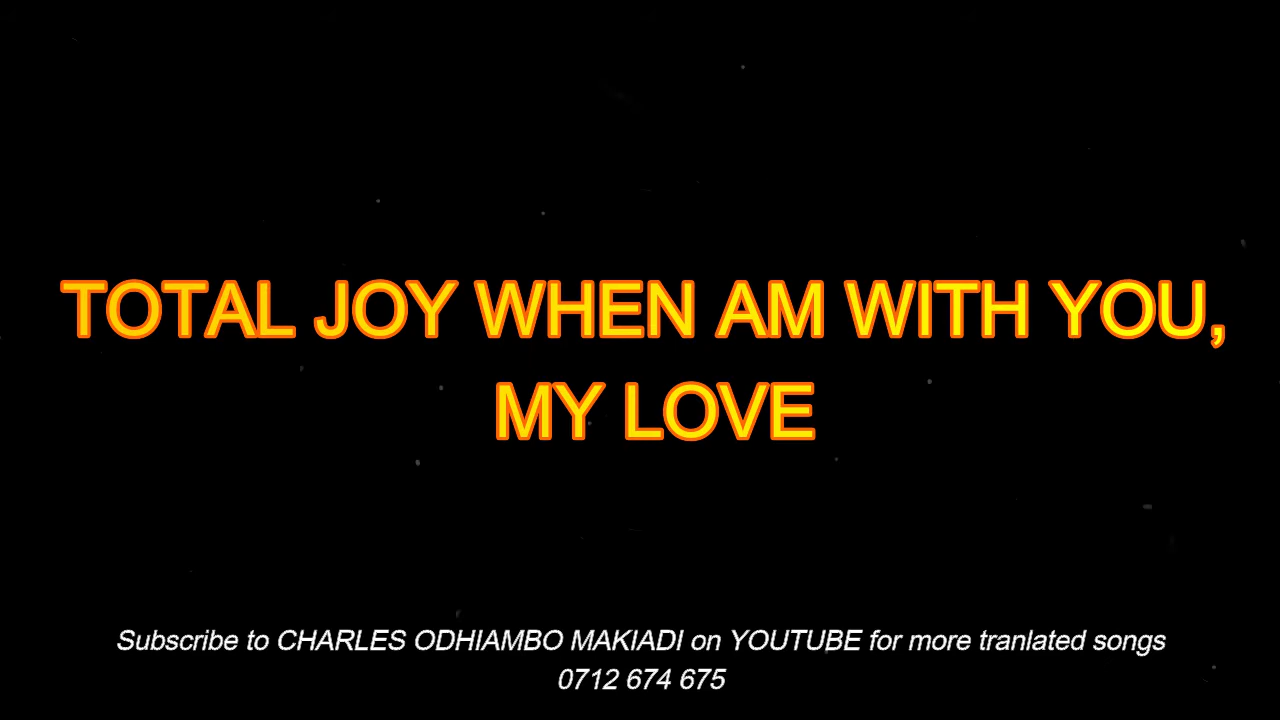 TOTAL JOY WHEN AM WITH YOU,
MY LOVE
Subscribe to CHARLES ODHIAMBO MAKIADI on YOUTUBE for more tranlated songs
0712 674 675